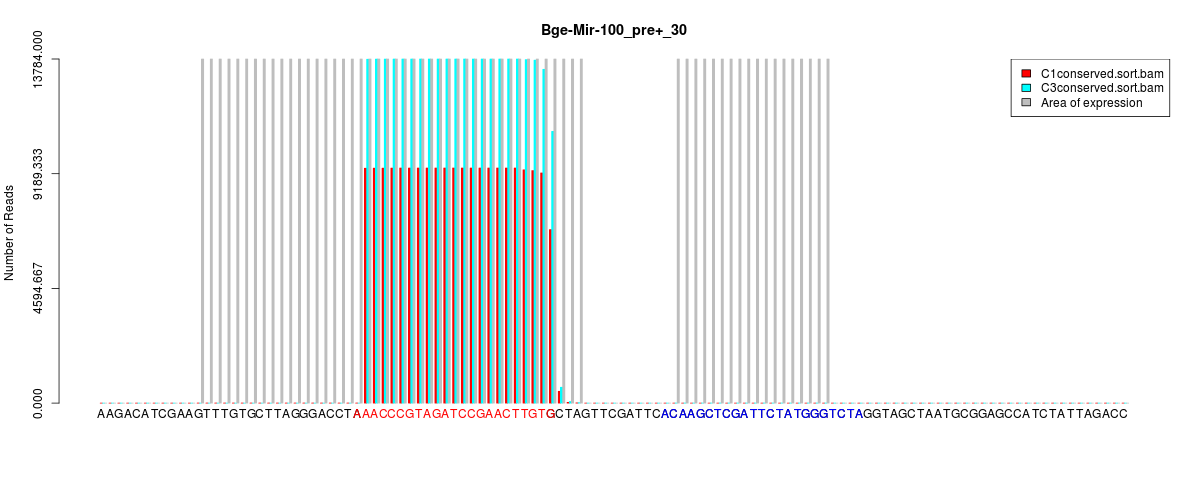 Bge-Mir-100_pre+_30
C1conserved.sort.bam
C3conserved.sort.bam
Area of expression
Number of Reads
13784.000
9189.333
4594.667
0.000
AAGACATCGAAGTTTGTGCTTAGGGACCTAAACCCGTAGATCCGAACTTGTGCTAGTTCGATTCACAAGCTCGATTCTATGGGTCTAGGTAGCTAATGCGGAGCCATCTATTAGACC